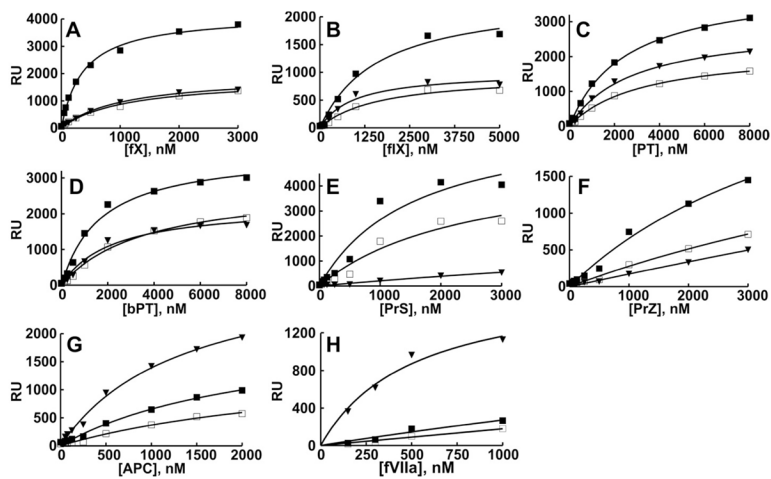 A
RU
4000
3000
2000
1000
0
0 1000 2000 3000
[fX], nM
B
RU
2000
1500
1000
500
0
0 1250 2500 3750 5000
[fIX], nM
C
RU
3000
2000
1000
0
0 2000 4000 6000 8000
[PT], nM
D
RU
3000
2000
1000
0
0 2000 4000 6000 8000
[bPT], nM
E
RU
4000
3000
2000
1000
0
0 1000 2000 3000
[PrS], nM
F
RU
1500
1000
500
0
0 1000 2000 3000
[PrZ], nM
G
RU
2000
1500
1000
500
0
0 500 1000 1500 2000
[APC], nM
H
RU
1200
800
400
0
0 250 500 750 1000
[fVIIa], nM